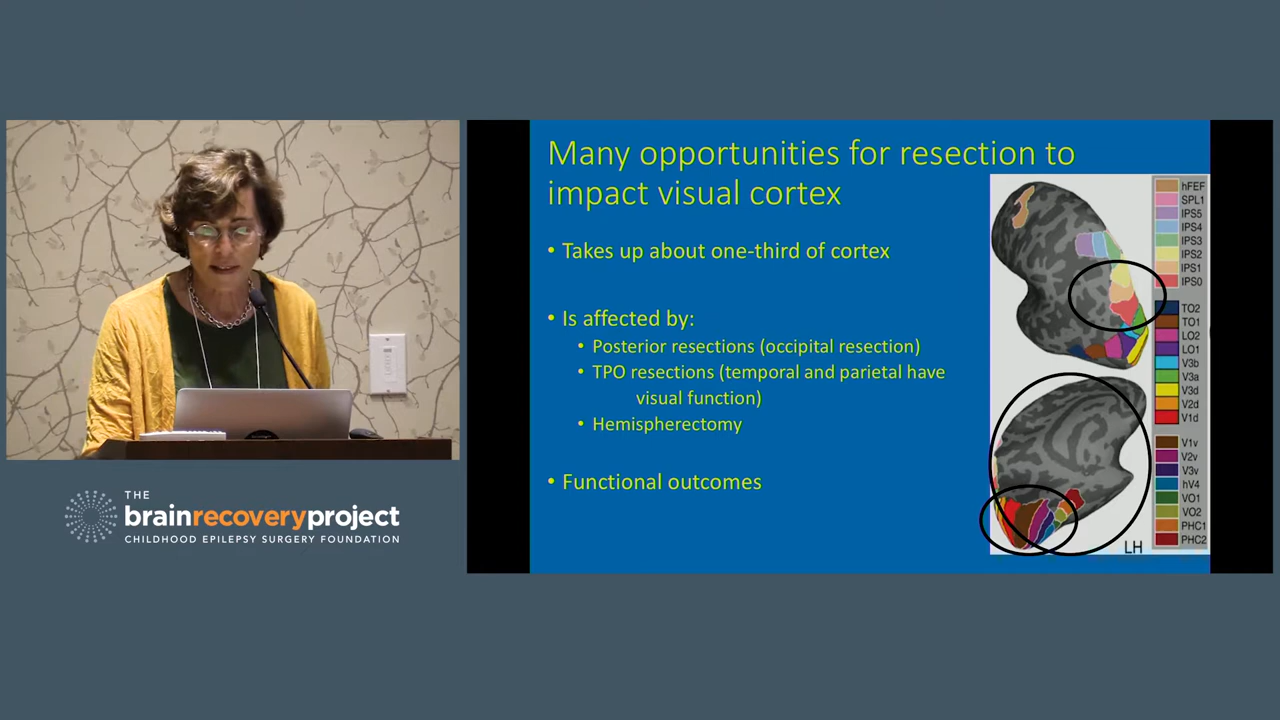 Many opportunities for resection to
impact visual cortex
• Takes up about one-third of cortex
• Is affected by:
• Posterior resections (occipital resection)
• TPO resections (temporal and parietal have
visual function)
• Hemispherectomy
• Functional outcomes
hFEF
SPL1
IPS5
IPS4
IPS3
IPS2
IPS1
IPS0
TO2
TO1
LO2
LO1
V3b
V3a
V3d
V2d
V1d
V1v
V2v
V3v
hV4
VO1
VO2
PHC1
PHC2
LH
THE
brainrecoveryproject
CHILDHOOD EPILEPSY SURGERY FOUNDATION